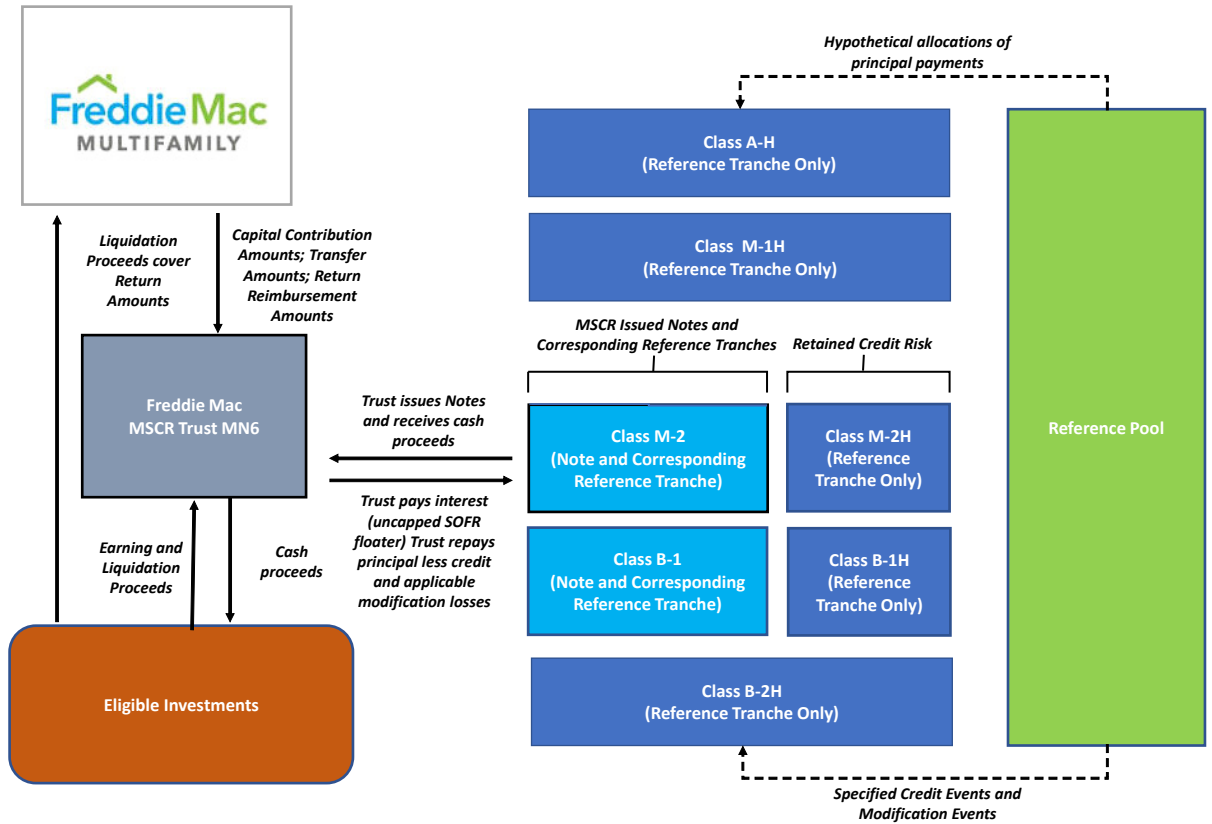 FreddieMac
MULTIFAMILY
Hypothetical allocations of
principal payments
Class A-H
(Reference Tranche Only)
Class  M-1H
(Reference Tranche Only)
Liquidation
Proceeds cover
Return
Amounts
Capital Contribution
Amounts; Transfer
Amounts; Return
Reimbursement
Amounts
MSCR Issued Notes and
Corresponding Reference Tranches
Retained Credit Risk
Freddie Mac
MSCR Trust MN6
Trust issues Notes
and receives cash
proceeds
Class M-2
(Note and Corresponding
Reference Tranche)
Class M-2H
(Reference
Tranche Only)
Reference Pool
Trust pays interest
(uncapped SOFR
floater) Trust repays
principal less credit
and applicable
modification losses
Earning and
Liquidation
Proceeds
Cash
proceeds
Class B-1
(Note and Corresponding
Reference Tranche)
Class B-1H
(Reference
Tranche Only)
Eligible Investments
Class B-2H
(Reference Tranche Only)
Specified Credit Events and
Modification Events